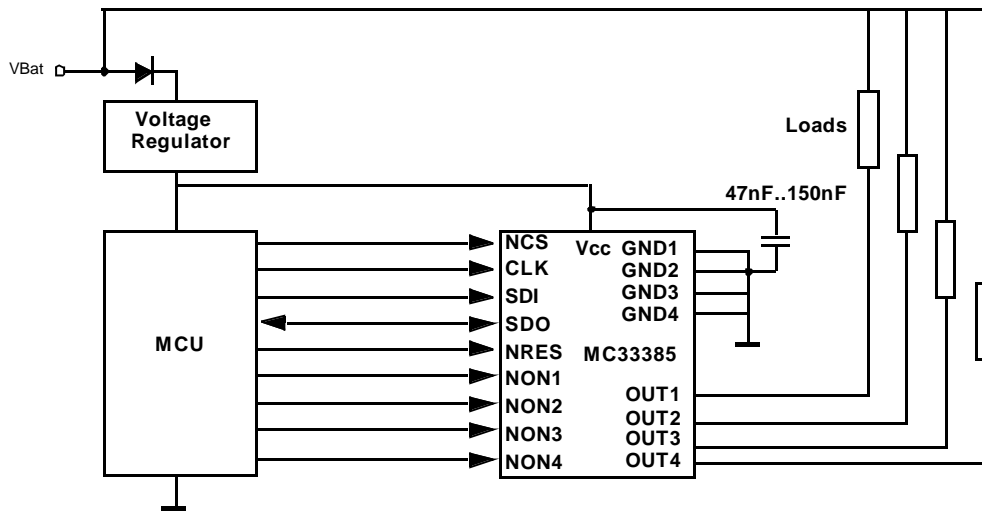 VBat
Voltage
Regulator
Loads
47nF..150nF
MCU
NCS
CLK
SDI
SDO
NRES
NON1
NON2
NON3
NON4
Vcc
GND1
GND2
GND3
GND4
MC33385
OUT1
OUT2
OUT3
OUT4